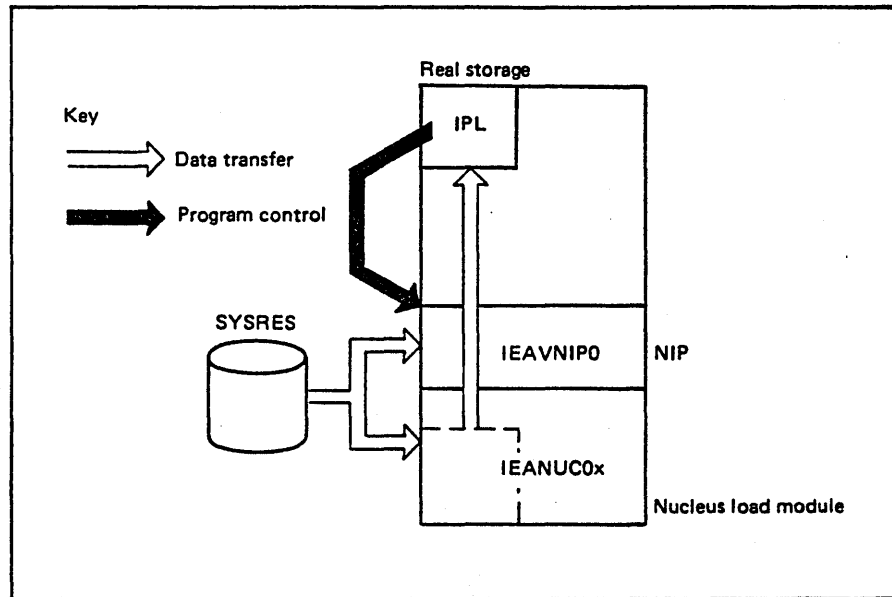 Real storage
Key
IPL
Data transfer
Program control
SYSRES
IEAVNIP0
NIP
IEANUC0x
Nucleus load module